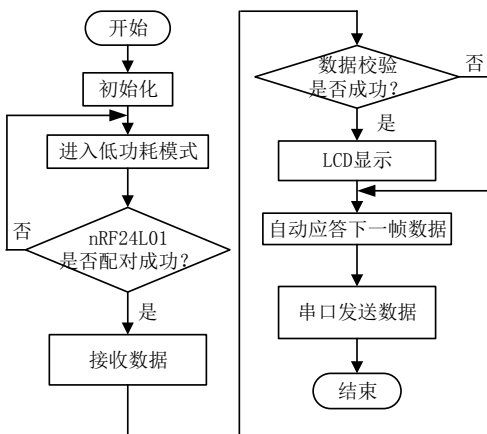 开始
初始化
进入低功耗模式
nRF24L01
是否配对成功?
否
是
接收数据
数据校验
是否成功?
否
是
LCD显示
自动应答下一帧数据
串口发送数据
结束